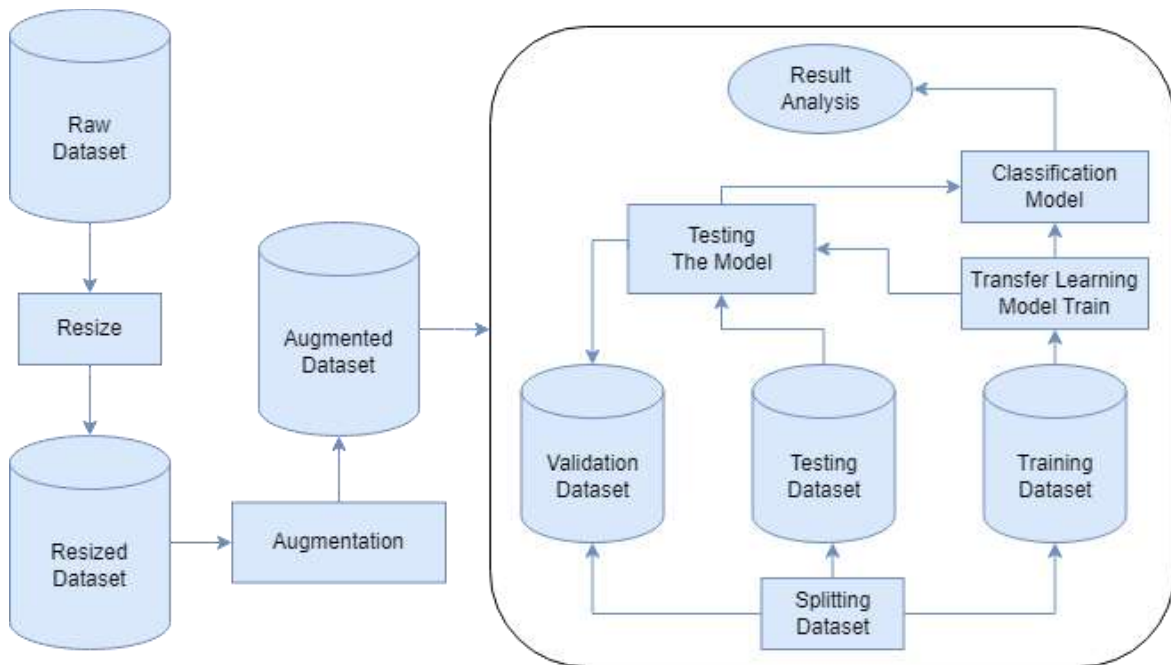 Raw
Dataset
Resize
Resized
Dataset
Augmentation
Augmented
Dataset
Result
Analysis
Classification
Model
Testing
The Model
Transfer Learning
Model Train
Validation
Dataset
Testing
Dataset
Training
Dataset
Splitting
Dataset